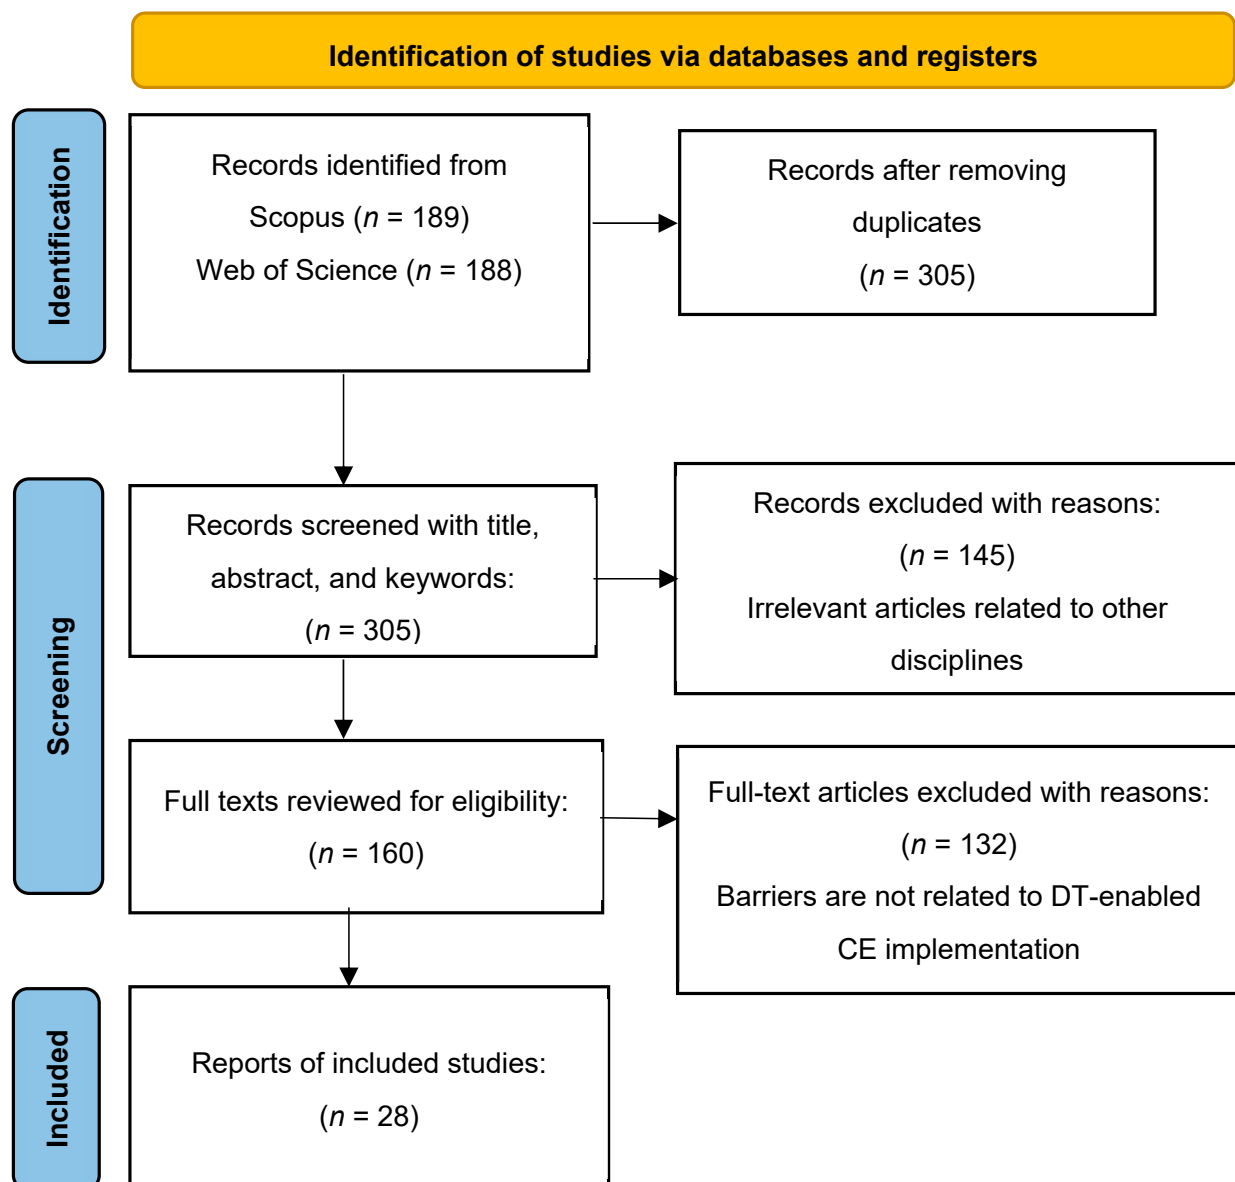 Identification of studies via databases and registers
Identification
Records identified from
Scopus (n = 189)
Web of Science (n = 188)
Records after removing
duplicates
(n = 305)
Screening
Records screened with title,
abstract, and keywords:
(n = 305)
Records excluded with reasons:
(n = 145)
Irrelevant articles related to other
disciplines
Full texts reviewed for eligibility:
(n = 160)
Full-text articles excluded with reasons:
(n = 132)
Barriers are not related to DT-enabled
CE implementation
Included
Reports of included studies:
(n = 28)